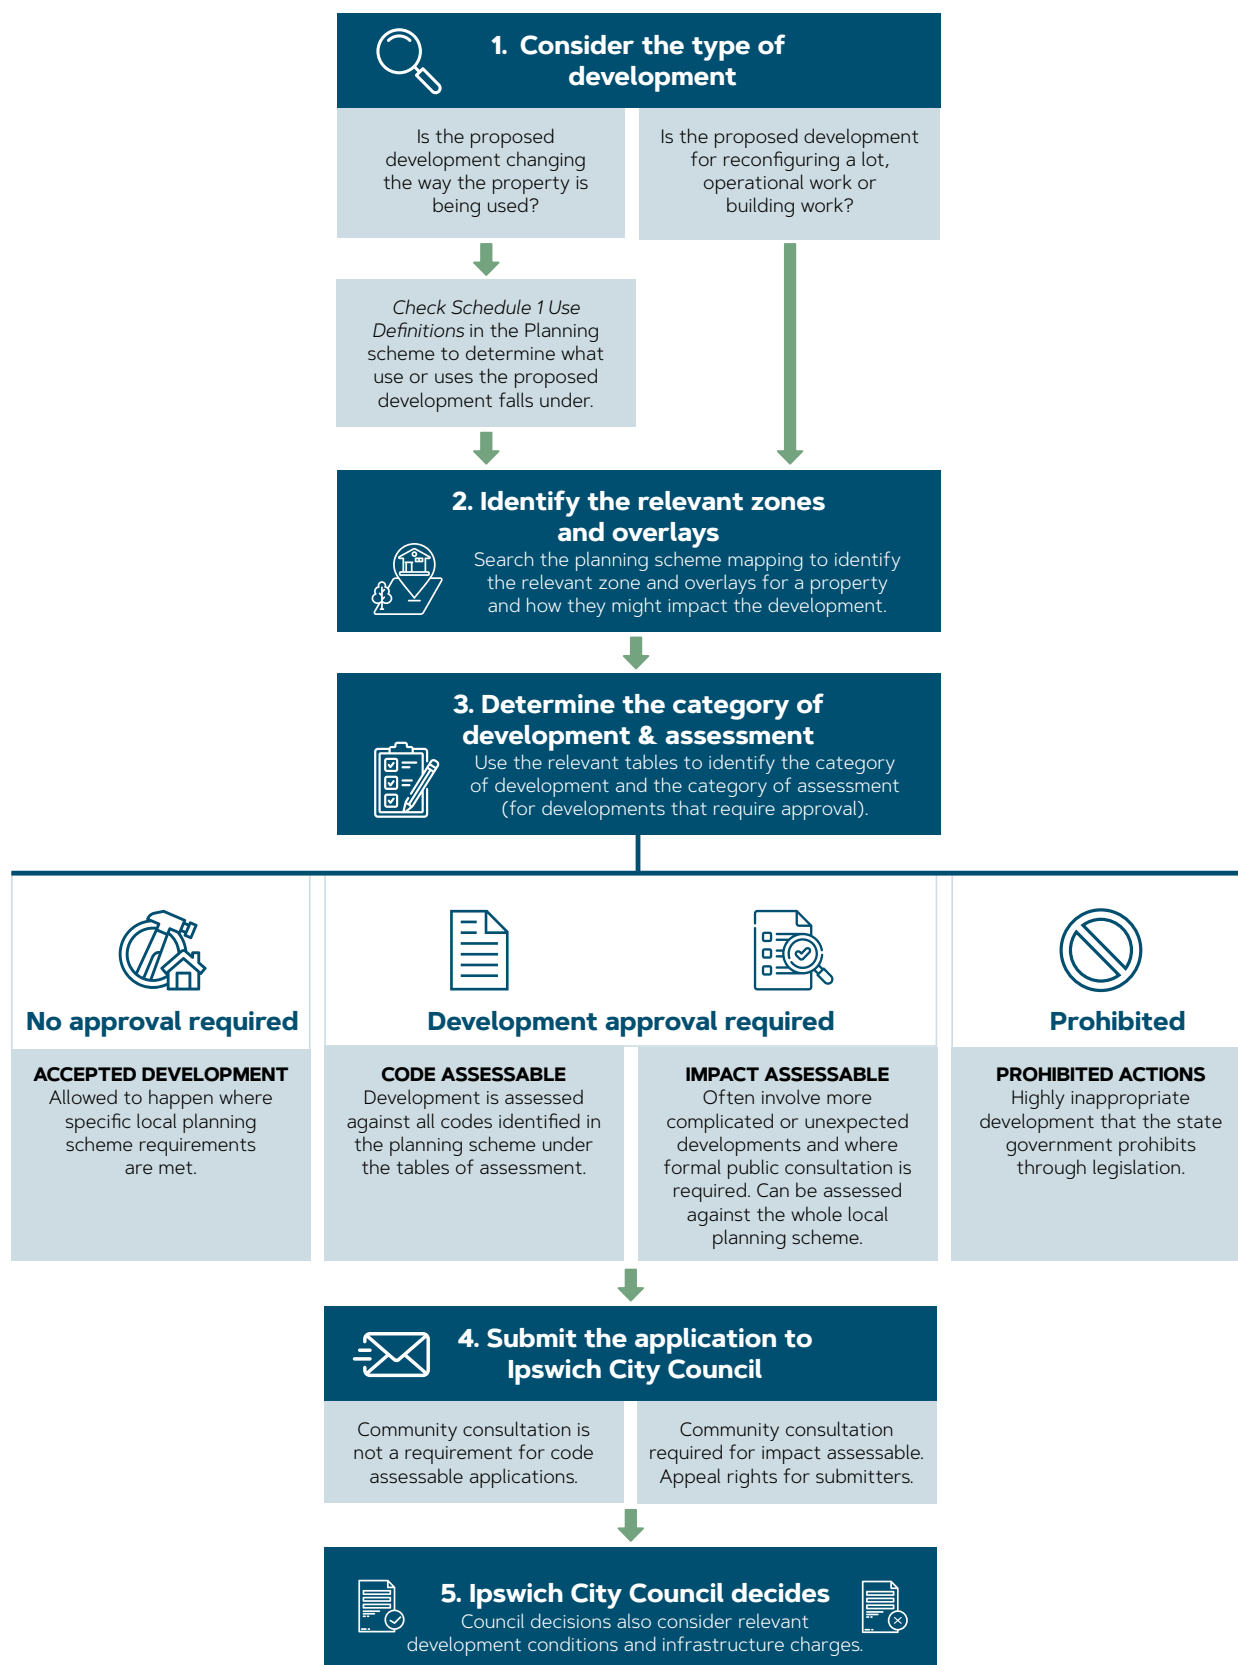 1. Consider the type of
development
Is the proposed
development changing
the way the property is
being used?
Is the proposed development
for reconfiguring a lot,
operational work or
building work?
Check Schedule 1 Use
Definitions in the Planning
scheme to determine what
use or uses the proposed
development falls under.
2. Identify the relevant zones
and overlays
Search the planning scheme mapping to identify
the relevant zone and overlays for a property
and how they might impact the development.
3. Determine the category of
development & assessment
Use the relevant tables to identify the category
of development and the category of assessment
(for developments that require approval).
No approval required
ACCEPTED DEVELOPMENT
Allowed to happen where
specific local planning
scheme requirements
are met.
Development approval required
CODE ASSESSABLE
Development is assessed
against all codes identified in
the planning scheme under
the tables of assessment.
IMPACT ASSESSABLE
Often involve more
complicated or unexpected
developments and where
formal public consultation is
required. Can be assessed
against the whole local
planning scheme.
Prohibited
PROHIBITED ACTIONS
Highly inappropriate
development that the state
government prohibits
through legislation.
4. Submit the application to
Ipswich City Council
Community consultation is
not a requirement for code
assessable applications.
Community consultation
required for impact assessable.
Appeal rights for submitters.
5. Ipswich City Council decides
Council decisions also consider relevant
development conditions and infrastructure charges.